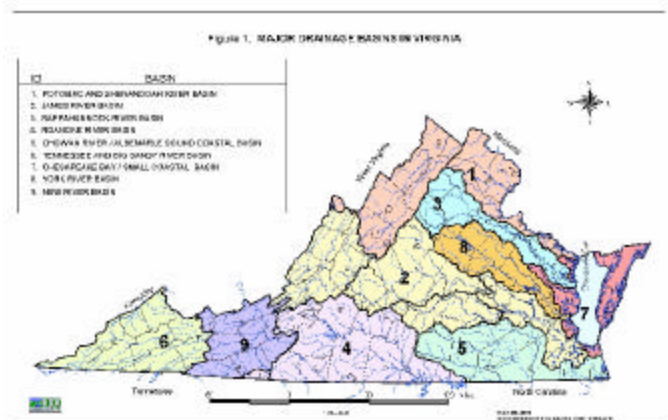 Figure 1. MAJOR DRAINAGE BASINS IN VIRGINIA
ID BASIN
1. POTOMAC AND SHENANDOAH RIVER BASIN
2. JAMES RIVER BASIN
3. RAPPAHANNOCK RIVER BASIN
4. ROANOKE RIVER BASIN
5. CHOWAN RIVER / ALBEMARLE SOUND COASTAL BASIN
6. TENNESSEE AND BIG SANDY RIVER BASIN
7. CHESAPEAKE BAY / SMALL COASTAL BASIN
8. YORK RIVER BASIN
9. NEW RIVER BASIN
West Virginia
Maryland
1
3
8
2
7
6
9
4
5
Tennessee
North Carolina